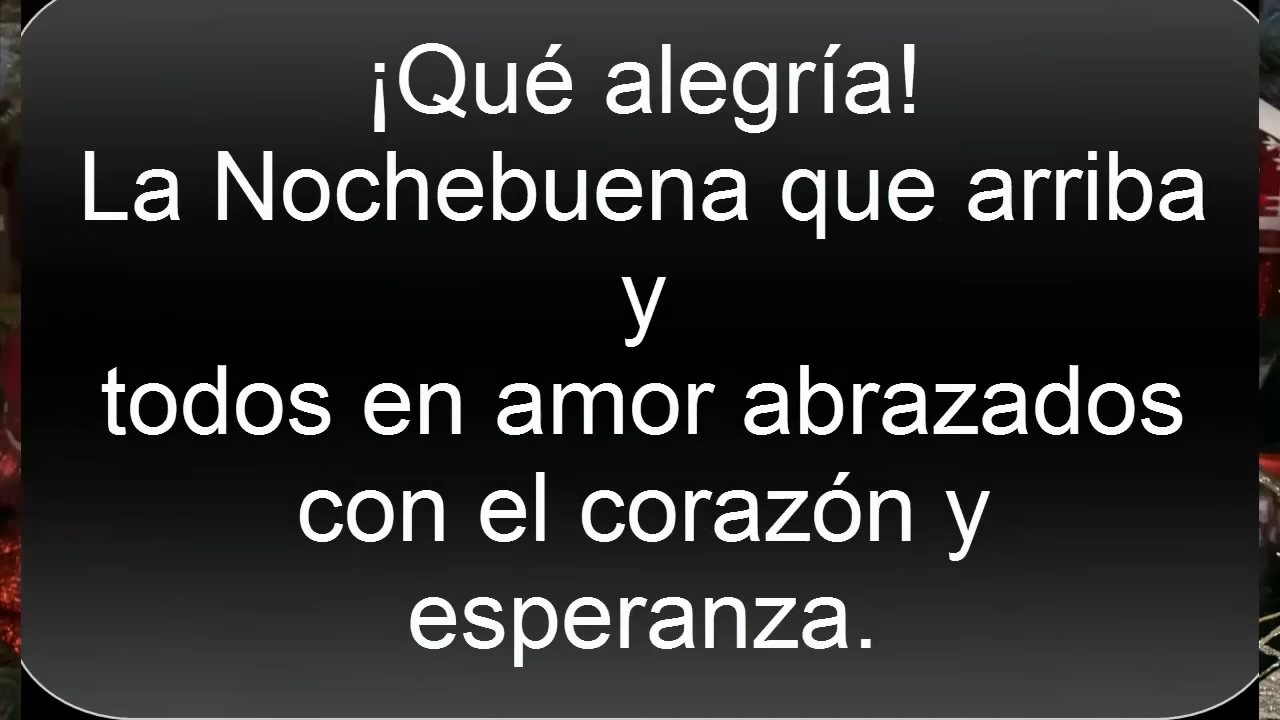 ¡Qué alegría!
La Nochebuena que arriba
y
todos en amor abrazados
con el corazón y
esperanza.